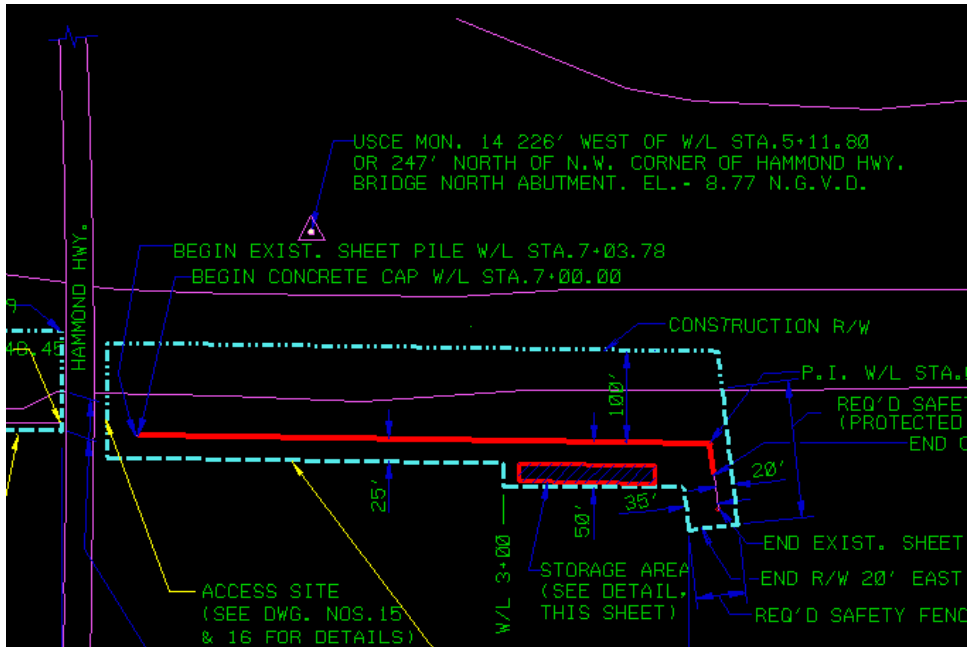 USCE MON. 14 226' WEST OF W/L STA.5+11.80
OR 247' NORTH OF N.W. CORNER OF HAMMOND HWY.
BRIDGE NORTH ABUTMENT. EL.- 8.77 N.G.V.D.
HAMMOND HWY.
BEGIN EXIST. SHEET PILE W/L STA.7+03.78
BEGIN CONCRETE CAP W/L STA.7+00.00
9
48.45
CONSTRUCTION R/W
100'
P.I. W/L STA.
REQ'D SAFET
(PROTECTED
END C
20'
25'
35'
50'
W/L 3+00
END EXIST. SHEET
STORAGE AREA
(SEE DETAIL,
THIS SHEET)
END R/W 20' EAST
ACCESS SITE
(SEE DWG. NOS.15
& 16 FOR DETAILS)
REQ'D SAFETY FENC